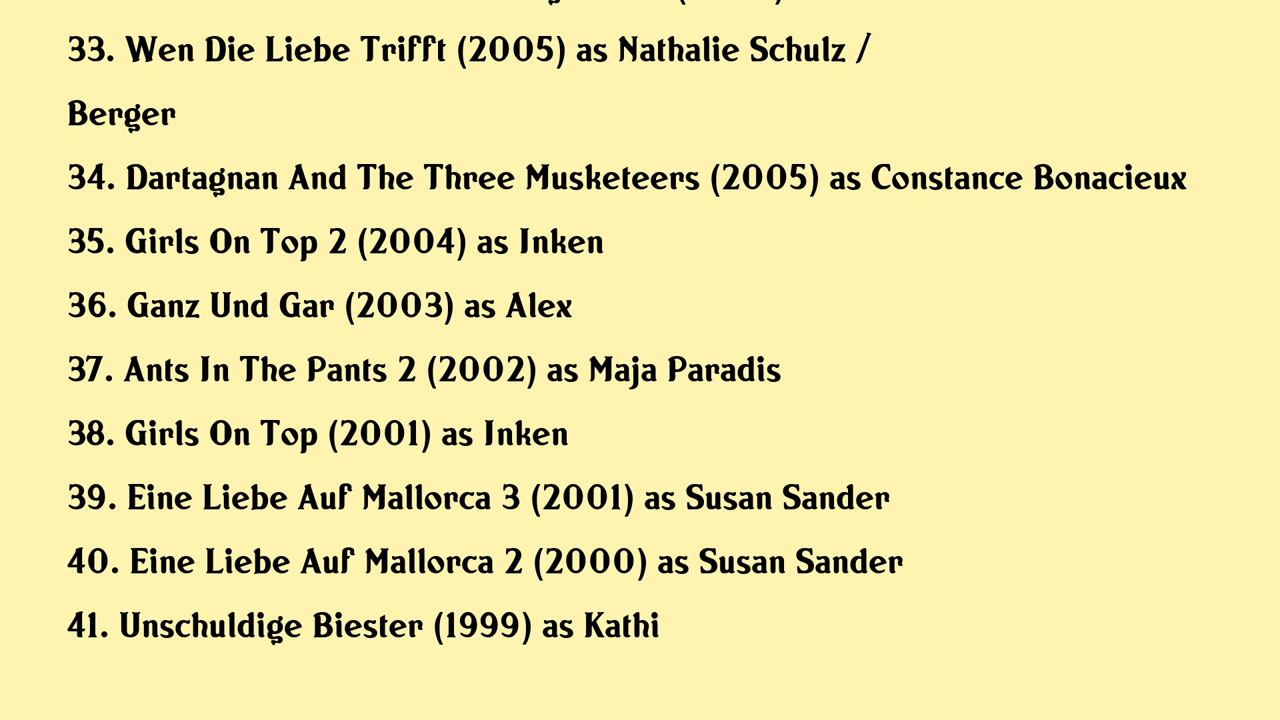 33. Wen Die Liebe Trifft (2005) as Nathalie Schulz /
Berger
34. Dartagnan And The Three Musketeers (2005) as Constance Bonacieux
35. Girls On Top 2 (2004) as Inken
36. Ganz Und Gar (2003) as Alex
37. Ants In The Pants 2 (2002) as Maja Paradis
38. Girls On Top (2001) as Inken
39. Eine Liebe Auf Mallorca 3 (2001) as Susan Sander
40. Eine Liebe Auf Mallorca 2 (2000) as Susan Sander
41. Unschuldige Biester (1999) as Kathi